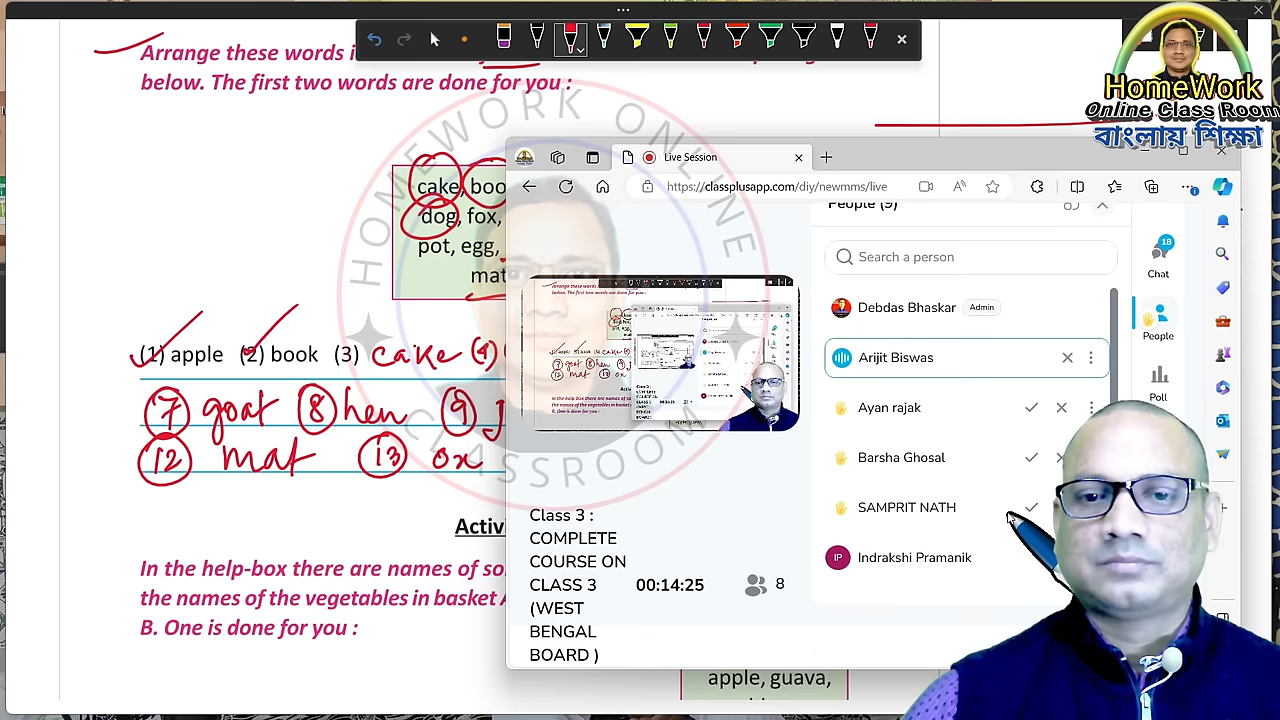 Arrange these words i
below. The first two words are done for you :
HomeWork
Online Class Room
বাংলায় শিক্ষা
HOMEWORK ONLINE
CLASSROOM
cake, boo
dog, fox,
pot, egg,
mat
(1) apple (2) book (3) cake (4)
7 goat 8 hen 9
12 mat 13 ox
Activi
In the help-box there are names of so
the names of the vegetables in basket
B. One is done for you :
apple, guava,
Live Session
https://classplusapp.com/diy/newmms/live
People (9)
Search a person
Debdas Bhaskar Admin
Arijit Biswas
Ayan rajak
Barsha Ghosal
SAMPRIT NATH
IP Indrakshi Pramanik
18
Chat
People
Poll
Class 3 :
COMPLETE
COURSE ON
CLASS 3
(WEST
BENGAL
BOARD )
00:14:25
8